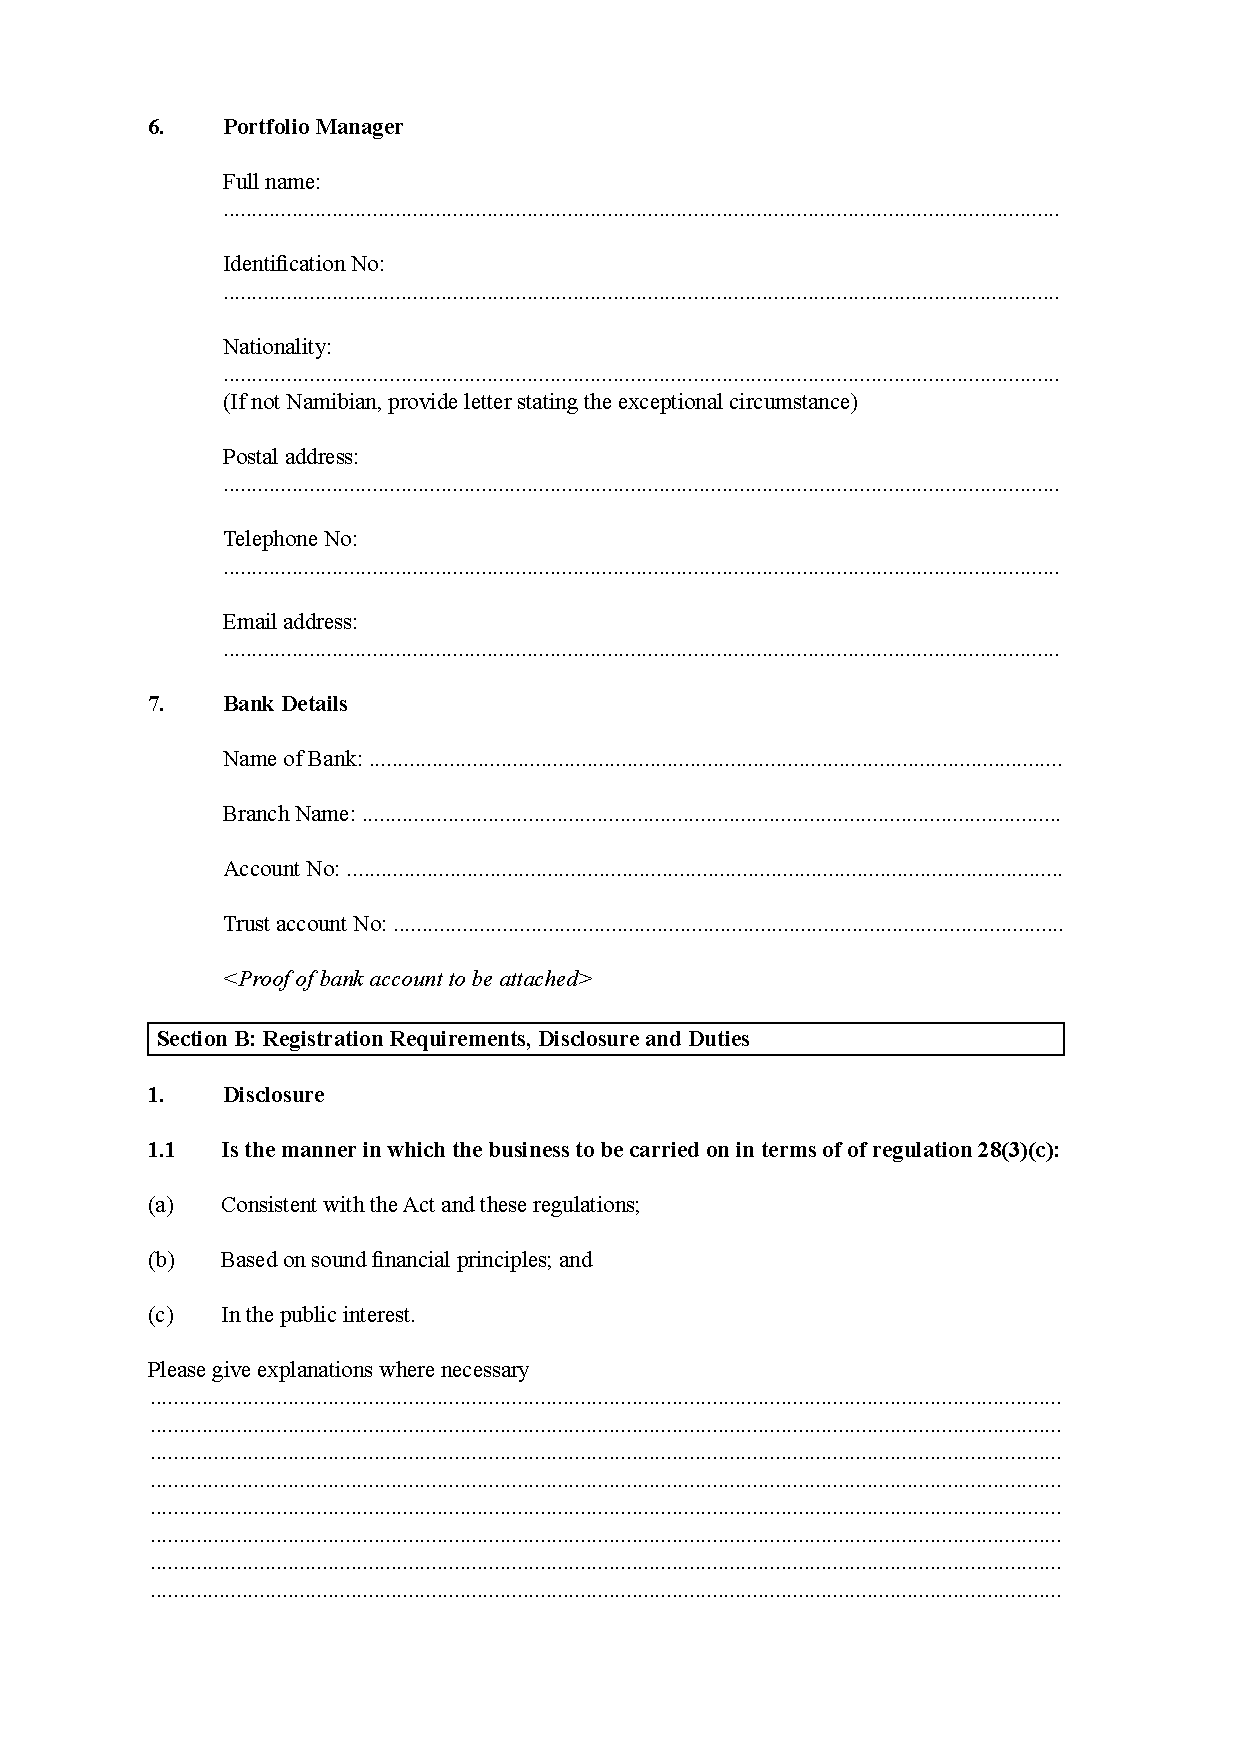 6. Portfolio Manager
Full name:
................................................................................................................................................
Identification No:
................................................................................................................................................
Nationality:
................................................................................................................................................
(If not Namibian, provide letter stating the exceptional circumstance)
Postal address:
................................................................................................................................................
Telephone No:
................................................................................................................................................
Email address:
................................................................................................................................................
7. Bank Details
Name of Bank: ........................................................................................................................
Branch Name: .........................................................................................................................
Account No: ............................................................................................................................
Trust account No: ....................................................................................................................
<Proof of bank account to be attached>
Section B: Registration Requirements, Disclosure and Duties
1. Disclosure
1.1 Is the manner in which the business to be carried on in terms of of regulation 28(3)(c):
(a) Consistent with the Act and these regulations;
(b) Based on sound financial principles; and
(c) In the public interest.
Please give explanations where necessary
..............................................................................................................................................................
..............................................................................................................................................................
..............................................................................................................................................................
..............................................................................................................................................................
..............................................................................................................................................................
..............................................................................................................................................................
..............................................................................................................................................................
..............................................................................................................................................................